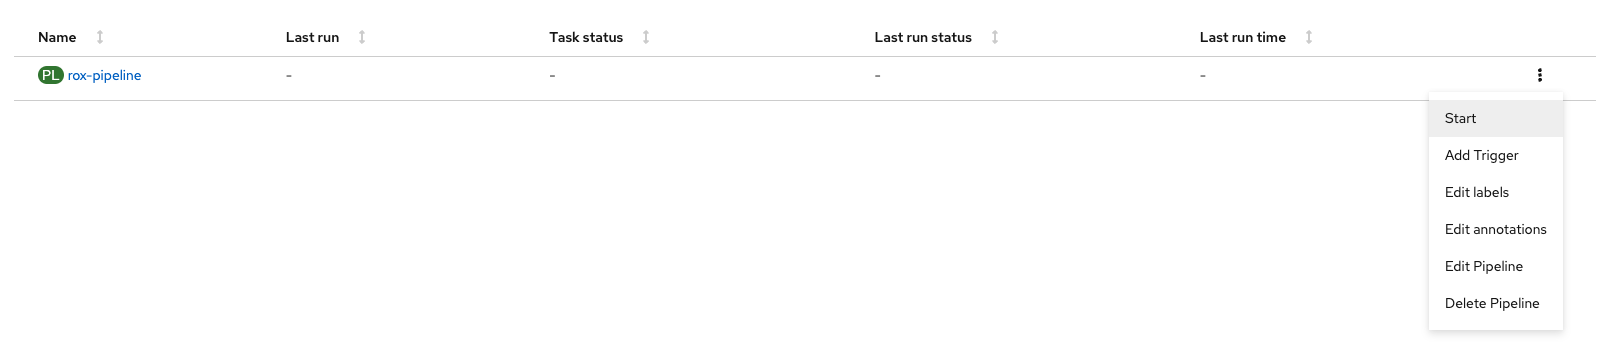 Name Last run Task status Last run status Last run time
PL rox-pipeline - - - -
Start
Add Trigger
Edit labels
Edit annotations
Edit Pipeline
Delete Pipeline